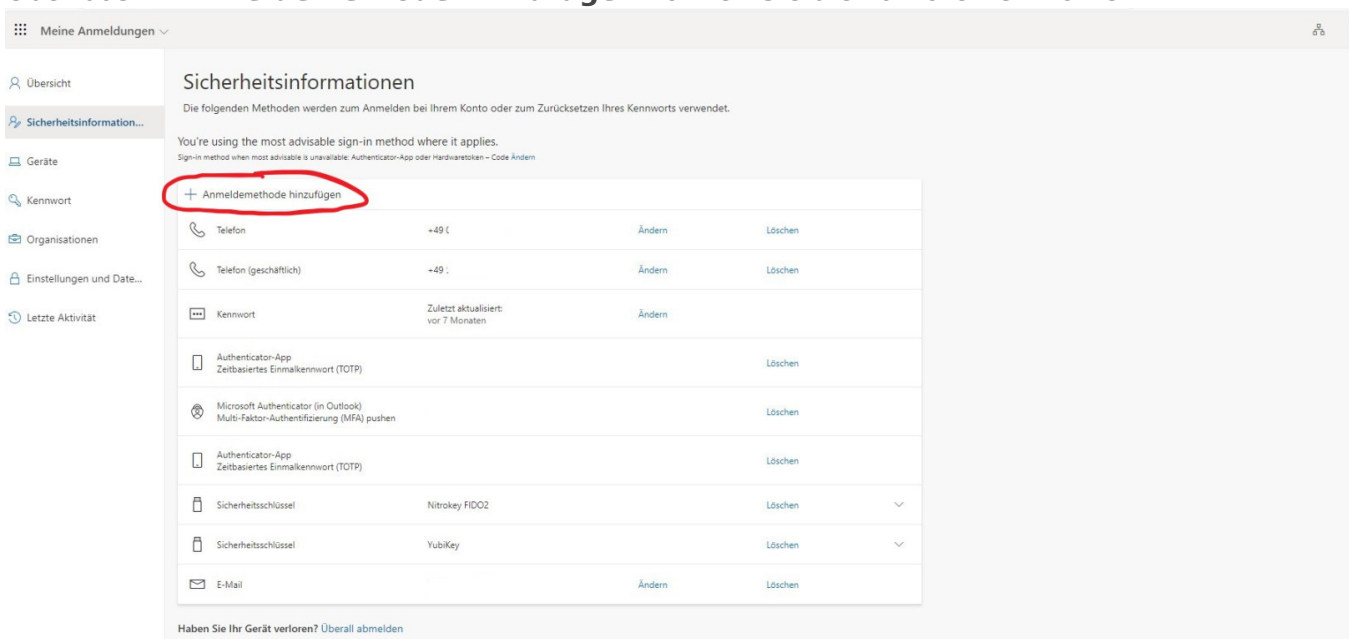 Meine Anmeldungen
Übersicht
Sicherheitsinformation...
Geräte
Kennwort
Organisationen
Einstellungen und Date...
Letzte Aktivität
Sicherheitsinformationen
Die folgenden Methoden werden zum Anmelden bei Ihrem Konto oder zum Zurücksetzen Ihres Kennworts verwendet.
You're using the most advisable sign-in method where it applies.
Sign-in method when most advisable is unavailable: Authenticator-App oder Hardwaretoken – Code Ändern
+ Anmeldemethode hinzufügen
Telefon +49 Ändern Löschen
Telefon (geschäftlich) +49 Ändern Löschen
Kennwort Zuletzt aktualisiert: Ändern
vor 7 Monaten
Authenticator-App
Zeitbasiertes Einmalkennwort (TOTP) Löschen
Microsoft Authenticator (in Outlook)
Multi-Faktor-Authentifizierung (MFA) pushen Löschen
Authenticator-App
Zeitbasiertes Einmalkennwort (TOTP) Löschen
Sicherheitsschlüssel Nitrokey FIDO2 Löschen
Sicherheitsschlüssel YubiKey Löschen
E-Mail Ändern Löschen
Haben Sie Ihr Gerät verloren? Überall abmelden